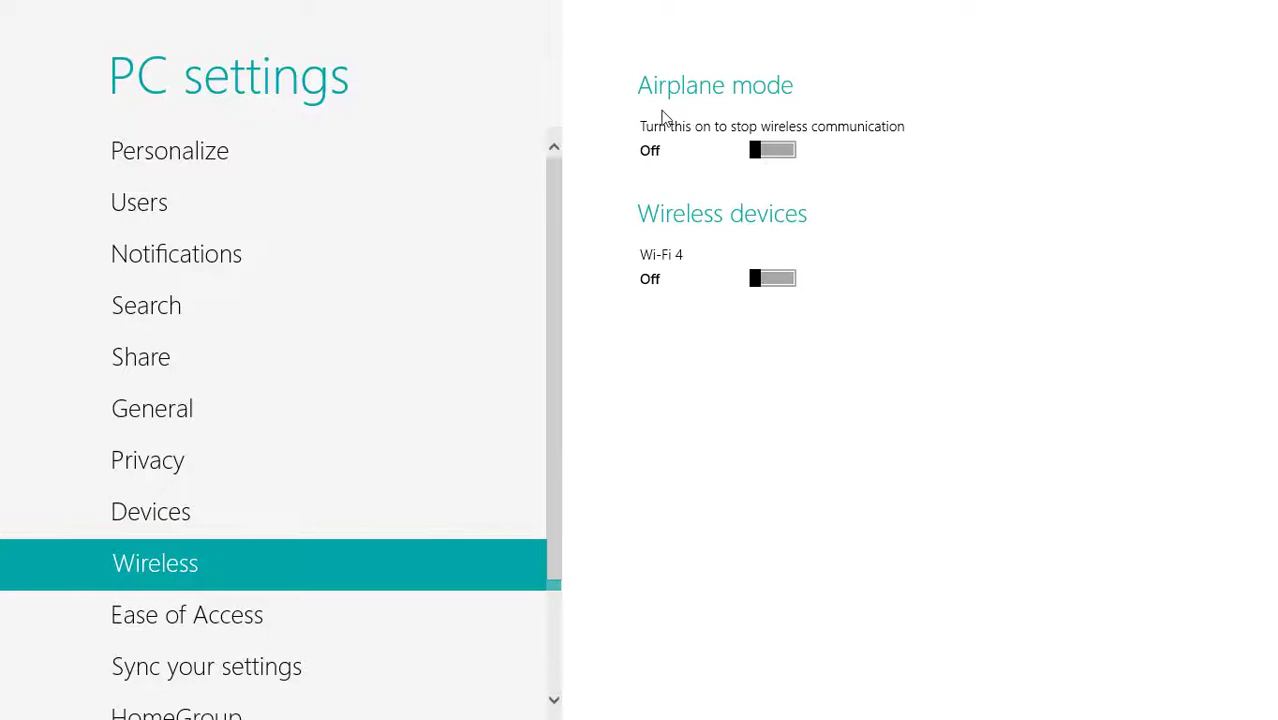 PC settings
Personalize
Users
Notifications
Search
Share
General
Privacy
Devices
Wireless
Ease of Access
Sync your settings
HomeGroup
Airplane mode
Turn this on to stop wireless communication
Off
Wireless devices
Wi-Fi 4
Off